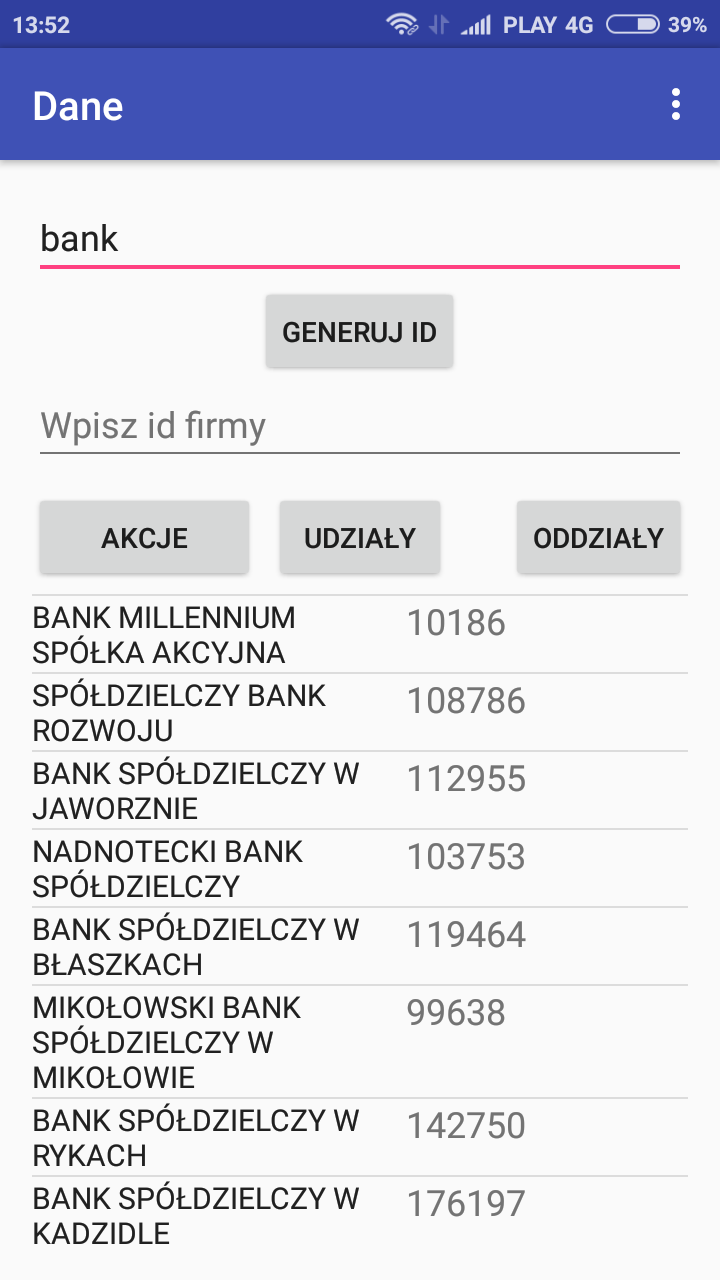 13:52 PLAY 4G 39%
Dane
bank
GENERUJ ID
Wpisz id firmy
AKCJE UDZIAŁY ODDZIAŁY
BANK MILLENNIUM 10186
SPÓŁKA AKCYJNA
SPÓŁDZIELCZY BANK 108786
ROZWOJU
BANK SPÓŁDZIELCZY W 112955
JAWORZNIE
NADNOTECKI BANK 103753
SPÓŁDZIELCZY
BANK SPÓŁDZIELCZY W 119464
BŁASZKACH
MIKOŁOWSKI BANK 99638
SPÓŁDZIELCZY W
MIKOŁOWIE
BANK SPÓŁDZIELCZY W 142750
RYKACH
BANK SPÓŁDZIELCZY W 176197
KADZIDLE